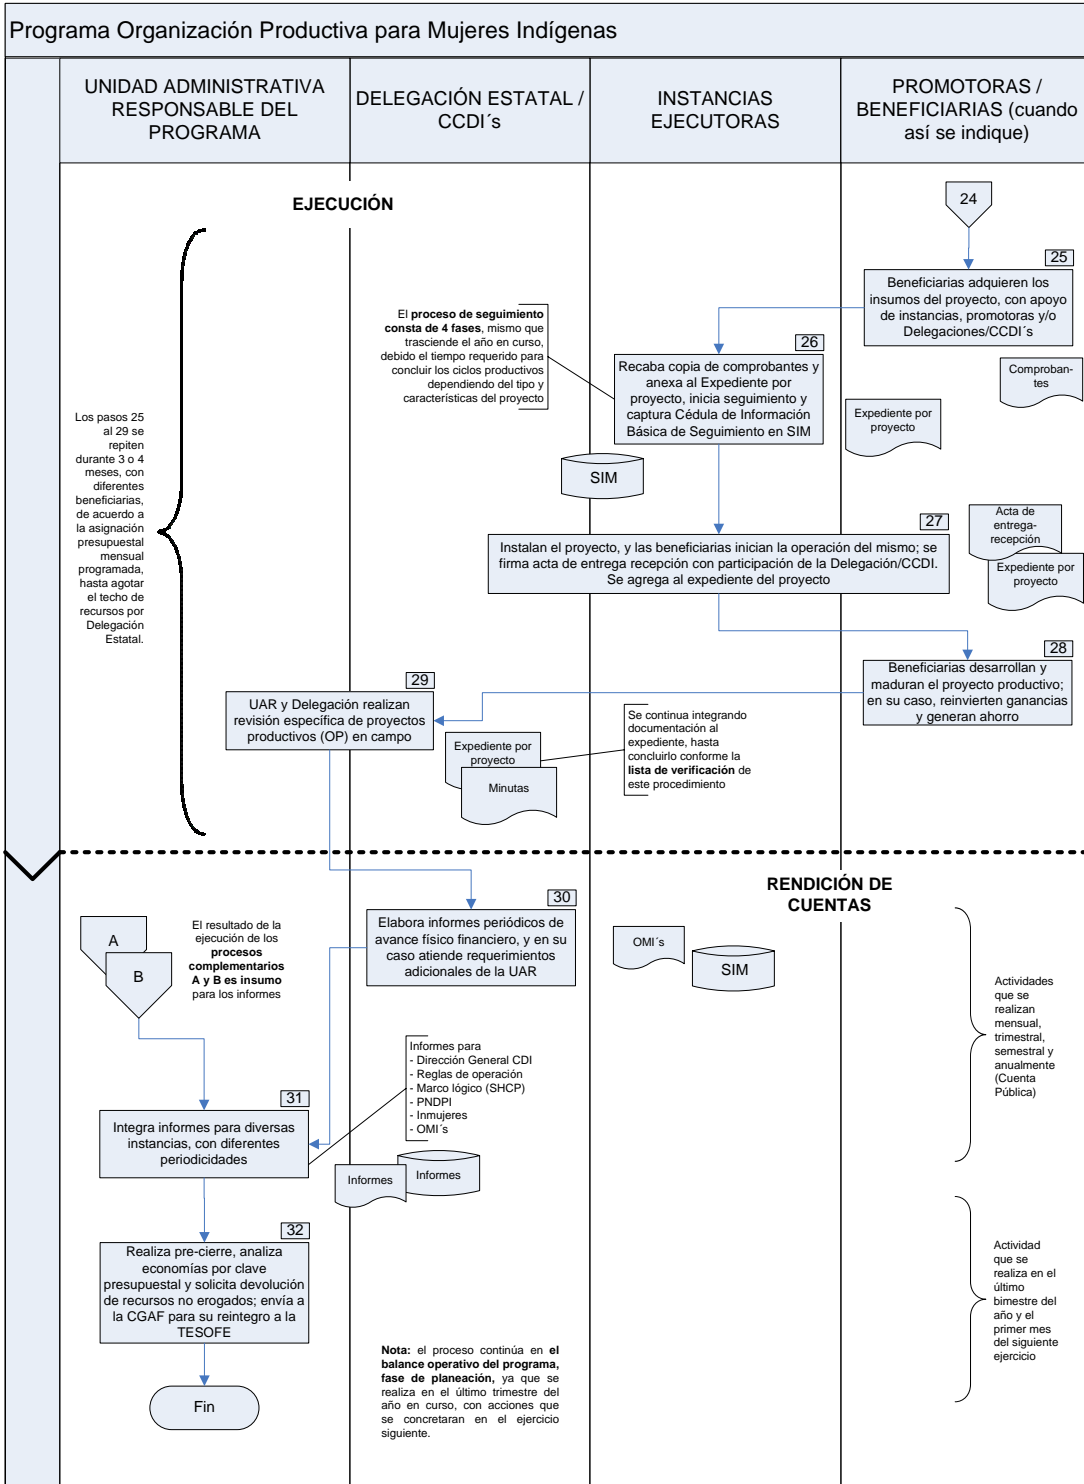 Programa Organización Productiva para Mujeres Indígenas
UNIDAD ADMINISTRATIVA
RESPONSABLE DEL
PROGRAMA
DELEGACIÓN ESTATAL /
CCDI´s
INSTANCIAS
EJECUTORAS
PROMOTORAS /
BENEFICIARIAS (cuando
así se indique)
EJECUCIÓN
24
25
Beneficiarias adquieren los
insumos del proyecto, con apoyo
de instancias, promotoras y/o
Delegaciones/CCDI´s
Comproban-
tes
El proceso de seguimiento
consta de 4 fases, mismo que
trasciende el año en curso,
debido el tiempo requerido para
concluir los ciclos productivos
dependiendo del tipo y
características del proyecto
26
Recaba copia de comprobantes y
anexa al Expediente por
proyecto, inicia seguimiento y
captura Cédula de Información
Básica de Seguimiento en SIM
Expediente por
proyecto
SIM
Los pasos 25
al 29 se
repiten
durante 3 o 4
meses, con
diferentes
beneficiarias,
de acuerdo a
la asignación
presupuestal
mensual
programada,
hasta agotar
el techo de
recursos por
Delegación
Estatal.
27
Instalan el proyecto, y las beneficiarias inician la operación del mismo; se
firma acta de entrega recepción con participación de la Delegación/CCDI.
Se agrega al expediente del proyecto
Acta de
entrega-
recepción
Expediente por
proyecto
28
Beneficiarias desarrollan y
maduran el proyecto productivo;
en su caso, reinvierten ganancias
y generan ahorro
29
UAR y Delegación realizan
revisión específica de proyectos
productivos (OP) en campo
Expediente por
proyecto
Minutas
Se continua integrando
documentación al
expediente, hasta
concluirlo conforme la
lista de verificación de
este procedimiento
RENDICIÓN DE
CUENTAS
30
Elabora informes periódicos de
avance físico financiero, y en su
caso atiende requerimientos
adicionales de la UAR
OMI´s
SIM
A
B
El resultado de la
ejecución de los
procesos
complementarios
A y B es insumo
para los informes
Actividades
que se
realizan
mensual,
trimestral,
semestral y
anualmente
(Cuenta
Pública)
Informes para
- Dirección General CDI
- Reglas de operación
- Marco lógico (SHCP)
- PNDPI
- Inmujeres
- OMI´s
31
Integra informes para diversas
instancias, con diferentes
periodicidades
Informes
Informes
32
Realiza pre-cierre, analiza
economías por clave
presupuestal y solicita devolución
de recursos no erogados; envía a
la CGAF para su reintegro a la
TESOFE
Actividad
que se
realiza en el
último
bimestre del
año y el
primer mes
del siguiente
ejercicio
Fin
Nota: el proceso continúa en el
balance operativo del programa,
fase de planeación, ya que se
realiza en el último trimestre del
año en curso, con acciones que
se concretaran en el ejercicio
siguiente.